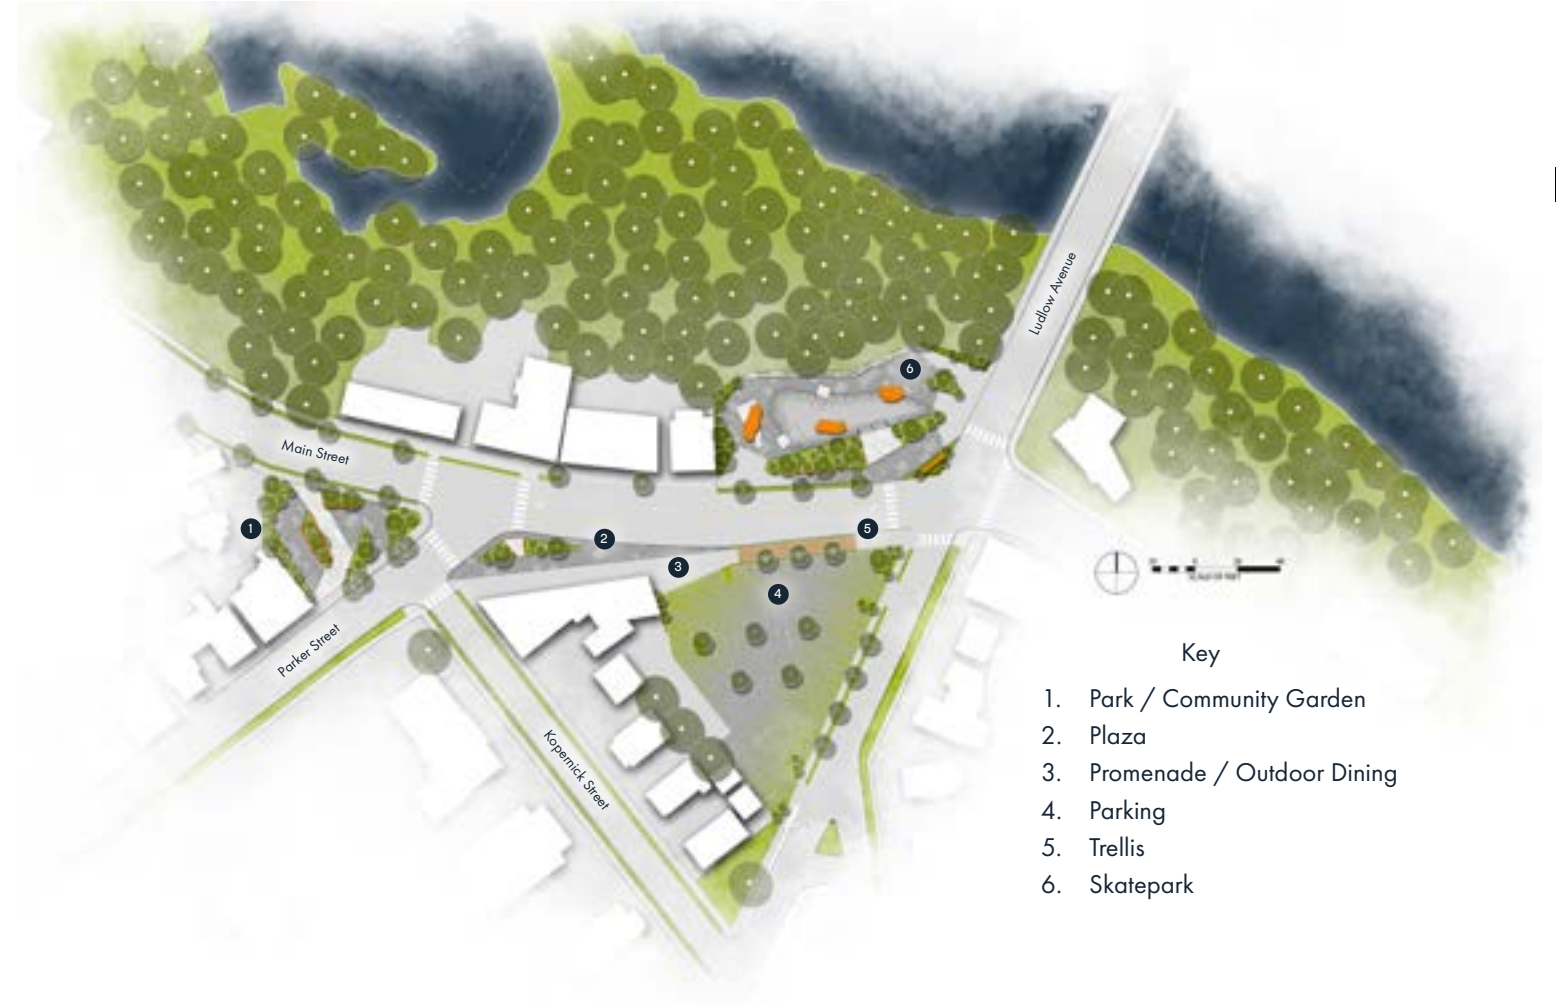 Ludlow Avenue
6
Main Street
1
2
5
3
4
Parker Street
Kopernick Street
Key
1. Park / Community Garden
2. Plaza
3. Promenade / Outdoor Dining
4. Parking
5. Trellis
6. Skatepark